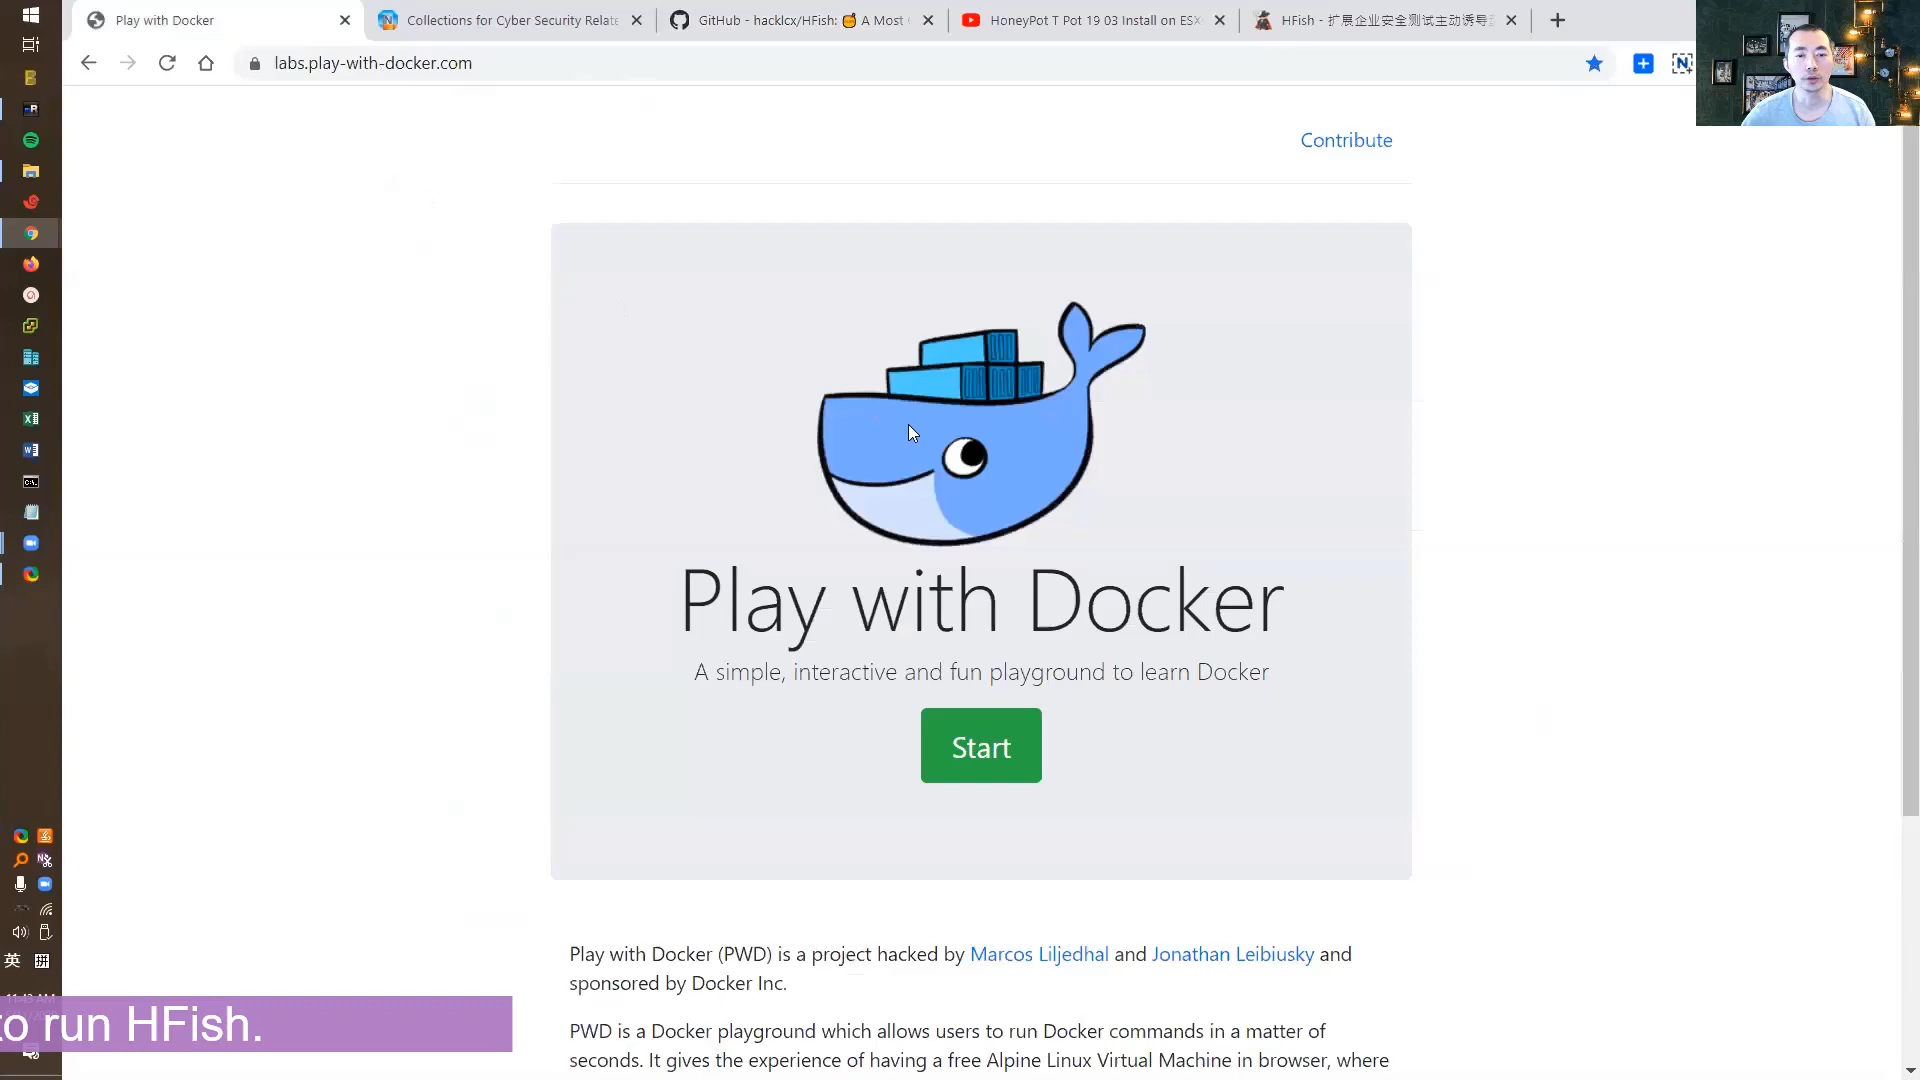 Play with Docker
Collections for Cyber Security Relate
GitHub - hacklcx/HFish: 🍯 A Most
HoneyPot T Pot 19 03 Install on ESX
HFish - 扩展企业安全测试主动诱导
labs.play-with-docker.com
Contribute
Play with Docker
A simple, interactive and fun playground to learn Docker
Start
Play with Docker (PWD) is a project hacked by Marcos Liljedhal and Jonathan Leibiusky and
sponsored by Docker Inc.
PWD is a Docker playground which allows users to run Docker commands in a matter of
seconds. It gives the experience of having a free Alpine Linux Virtual Machine in browser, where
英 拼
to run HFish.